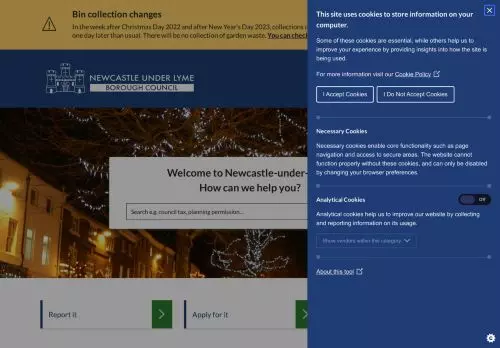 Bin collection changes
In the week after Christmas Day 2022 and after New Year's Day 2023, collections
one day later than usual. There will be no collection of garden waste. You can check
NEWCASTLE UNDER LYME
BOROUGH COUNCIL
Welcome to Newcastle-under-
How can we help you?
Search e.g. council tax, planning permission...
Report it
Apply for it
This site uses cookies to store information on your
computer.
Some of these cookies are essential, while others help us to
improve your experience by providing insights into how the site is
being used.
For more information visit our Cookie Policy
I Accept Cookies
I Do Not Accept Cookies
Necessary Cookies
Necessary cookies enable core functionality such as page
navigation and access to secure areas. The website cannot
function properly without these cookies, and can only be disabled
by changing your browser preferences.
Analytical Cookies
Off
Analytical cookies help us to improve our website by collecting
and reporting information on its usage.
Show vendors within this category
About this tool